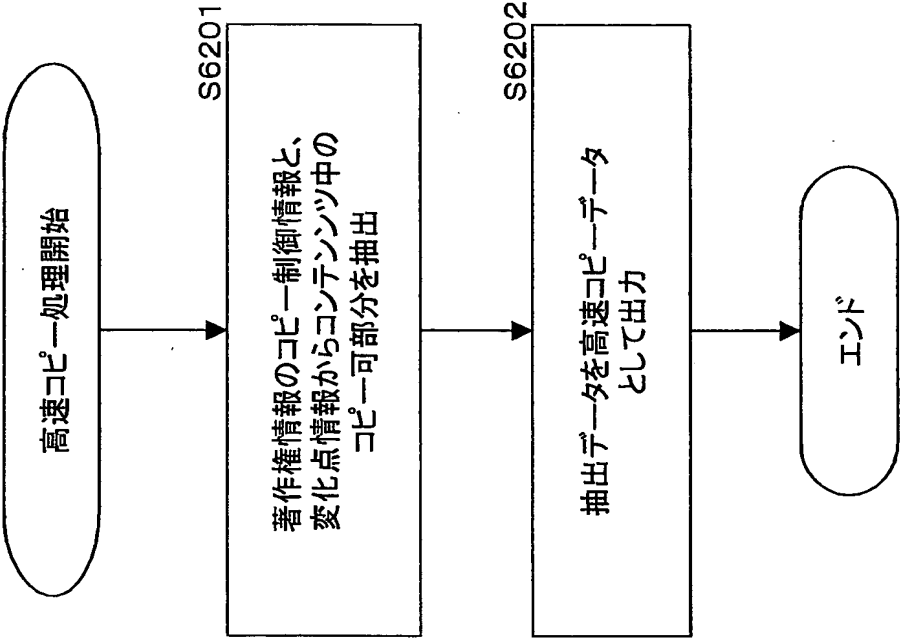 高速コピー処理開始
S6201
著作権情報のコピー制御情報と、
変化点情報からコンテンンツ中の
コピー可部分を抽出
S6202
抽出データを高速コピーデータ
として出力
エンド